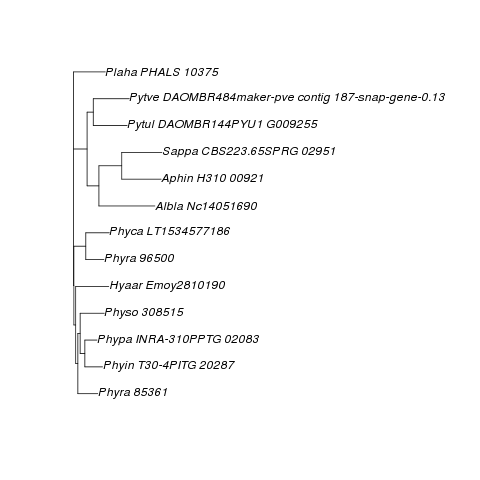 Plaha PHALS 10375
Pytve DAOMBR484maker-pve contig 187-snap-gene-0.13
Pytul DAOMBR144PYU1 G009255
Sappa CBS223.65SPRG 02951
Aphin H310 00921
Albla Nc14051690
Phyca LT1534577186
Phyra 96500
Hyaar Emoy2810190
Physo 308515
Phypa INRA-310PPTG 02083
Phyin T30-4PITG 20287
Phyra 85361